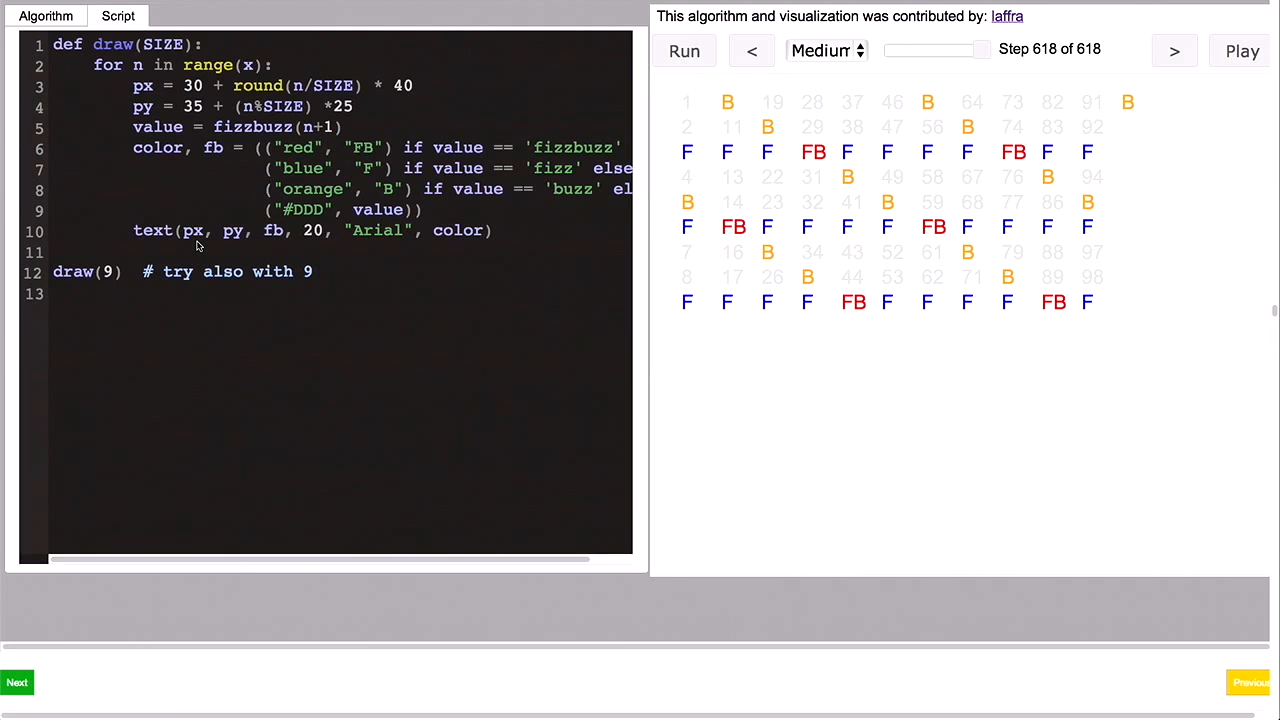 Algorithm Script
1 def draw(SIZE):
2 for n in range(x):
3 px = 30 + round(n/SIZE) * 40
4 py = 35 + (n%SIZE) *25
5 value = fizzbuzz(n+1)
6 color, fb = (("red", "FB") if value == 'fizzbuzz'
7 ("blue", "F") if value == 'fizz' else
8 ("orange", "B") if value == 'buzz' el
9 ("#DDD", value))
10 text(px, py, fb, 20, "Arial", color)
11
12 draw(9) # try also with 9
13
This algorithm and visualization was contributed by: laffra
Run < Medium Step 618 of 618 > Play
1 B 19 28 37 46 B 64 73 82 91 B
2 11 B 29 38 47 56 B 74 83 92
F F F FB F F F F FB F F
4 13 22 31 B 49 58 67 76 B 94
B 14 23 32 41 B 59 68 77 86 B
F FB F F F F FB F F F F
7 16 B 34 43 52 61 B 79 88 97
8 17 26 B 44 53 62 71 B 89 98
F F F F FB F F F F FB F
Next Previous